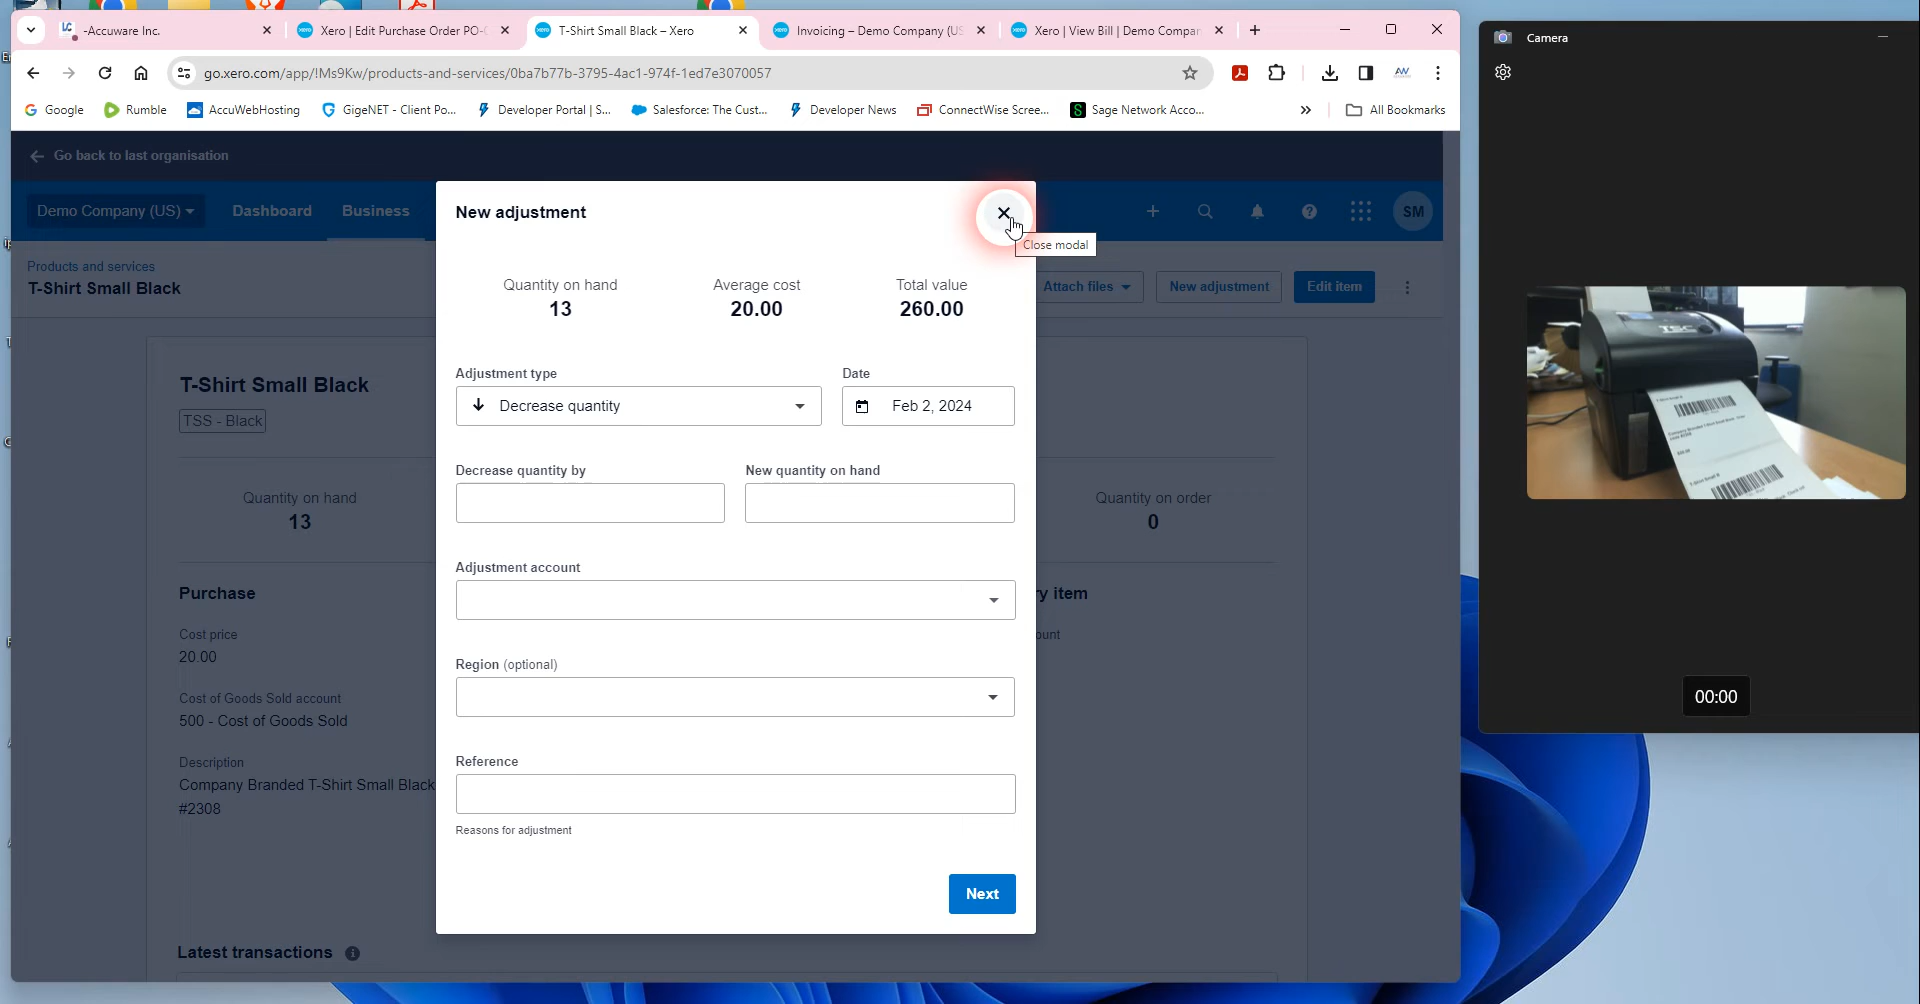 -Accuware Inc.
Xero | Edit Purchase Order PO-
T-Shirt Small Black – Xero
Invoicing – Demo Company (US
Xero | View Bill | Demo Compan
go.xero.com/app/!Ms9Kw/products-and-services/0ba7b77b-3795-4ac1-974f-1ed7e3070057
Google
Rumble
AccuWebHosting
GigeNET - Client Po...
Developer Portal | S...
Salesforce: The Cust...
Developer News
ConnectWise Scree...
Sage Network Acco...
All Bookmarks
Go back to last organisation
Demo Company (US)
Dashboard
Business
SM
Products and services
T-Shirt Small Black
Attach files
New adjustment
Edit item
T-Shirt Small Black
TSS - Black
Quantity on hand
13
Quantity on order
0
Purchase
Cost price
20.00
Cost of Goods Sold account
500 - Cost of Goods Sold
Description
Company Branded T-Shirt Small Black
#2308
ry item
ount
Latest transactions
New adjustment
Close modal
Quantity on hand
13
Average cost
20.00
Total value
260.00
Adjustment type
Decrease quantity
Date
Feb 2, 2024
Decrease quantity by
New quantity on hand
Adjustment account
Region (optional)
Reference
Reasons for adjustment
Next
Camera
TSC
00:00